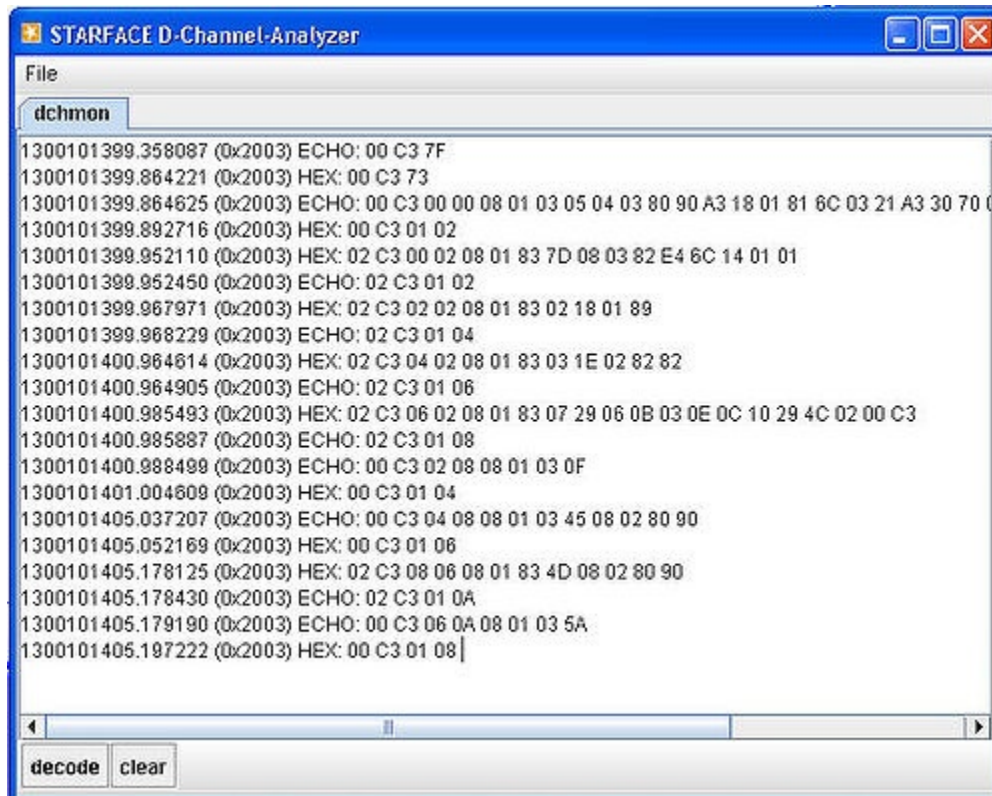 STARFACE D-Channel-Analyzer
File
dchmon
1300101399.358087 (0x2003) ECHO: 00 C3 7F
1300101399.864221 (0x2003) HEX: 00 C3 73
1300101399.864625 (0x2003) ECHO: 00 C3 00 00 08 01 03 05 04 03 80 90 A3 18 01 81 6C 03 21 A3 30 70
1300101399.892716 (0x2003) HEX: 00 C3 01 02
1300101399.952110 (0x2003) HEX: 02 C3 00 02 08 01 83 7D 08 03 82 E4 6C 14 01 01
1300101399.952450 (0x2003) ECHO: 02 C3 01 02
1300101399.967971 (0x2003) HEX: 02 C3 02 02 08 01 83 02 18 01 89
1300101399.968229 (0x2003) ECHO: 02 C3 01 04
1300101400.964614 (0x2003) HEX: 02 C3 04 02 08 01 83 03 1E 02 82 82
1300101400.964905 (0x2003) ECHO: 02 C3 01 06
1300101400.985493 (0x2003) HEX: 02 C3 06 02 08 01 83 07 29 06 0B 03 0E 0C 10 29 4C 02 00 C3
1300101400.985887 (0x2003) ECHO: 02 C3 01 08
1300101400.988499 (0x2003) ECHO: 00 C3 02 08 08 01 03 0F
1300101401.004609 (0x2003) HEX: 00 C3 01 04
1300101405.037207 (0x2003) ECHO: 00 C3 04 08 08 01 03 45 08 02 80 90
1300101405.052169 (0x2003) HEX: 00 C3 01 06
1300101405.178125 (0x2003) HEX: 02 C3 08 06 08 01 83 4D 08 02 80 90
1300101405.178430 (0x2003) ECHO: 02 C3 01 0A
1300101405.179190 (0x2003) ECHO: 00 C3 06 0A 08 01 03 5A
1300101405.197222 (0x2003) HEX: 00 C3 01 08
decode clear